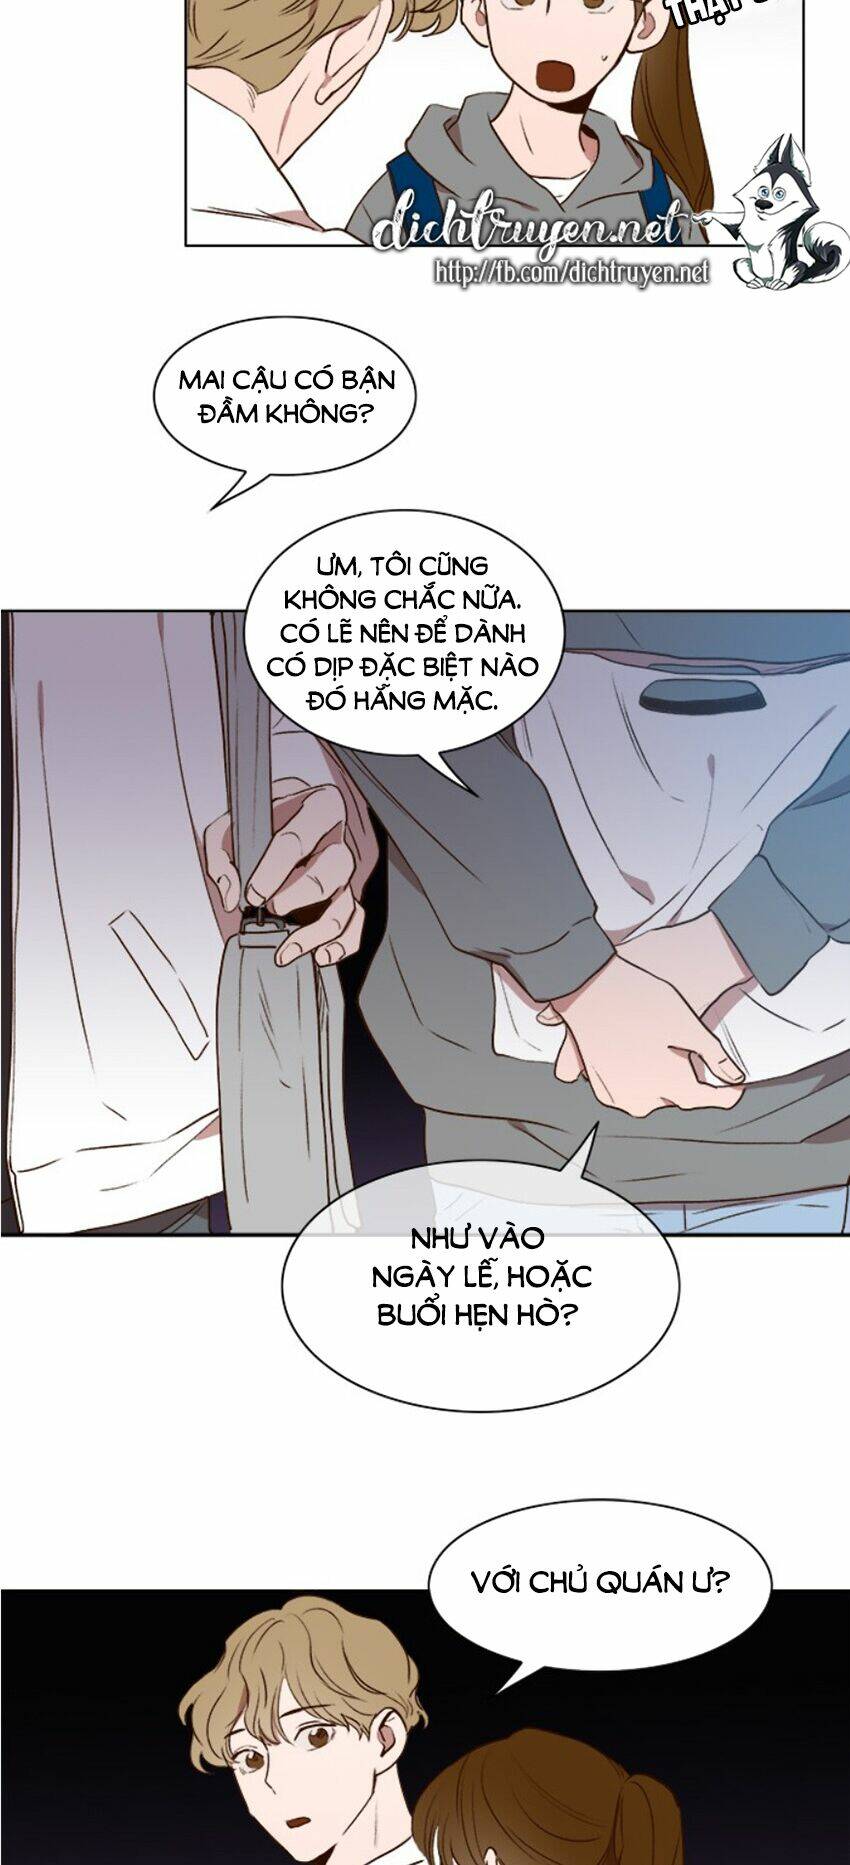 THẬT
dichtruyen.net
http://fb.com/dichtruyen.net
MAI CẬU CÓ BẬN
ĐẦM KHÔNG?
ƯM, TÔI CŨNG
KHÔNG CHẮC NỮA.
CÓ LẼ NÊN ĐỂ DÀNH
CÓ DỊP ĐẶC BIỆT NÀO
ĐÓ HẴNG MẶC.
NHƯ VÀO
NGÀY LỄ, HOẶC
BUỔI HẸN HÒ?
VỚI CHỦ QUÁN Ư?